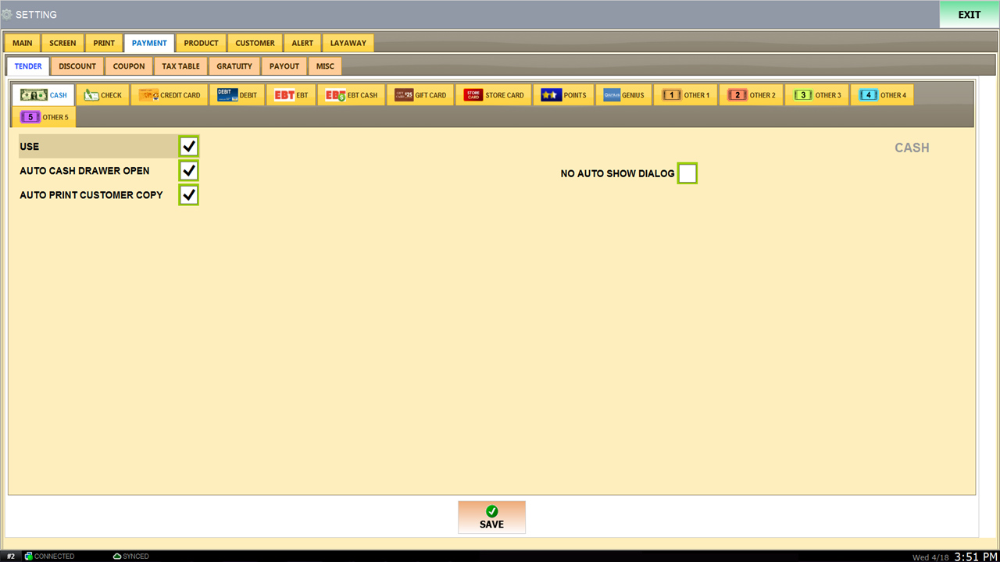 SETTING
EXIT
MAIN SCREEN PRINT PAYMENT PRODUCT CUSTOMER ALERT LAYAWAY
TENDER DISCOUNT COUPON TAX TABLE GRATUITY PAYOUT MISC
CASH CHECK CREDIT CARD DEBIT DEBIT EBT EBT EBT CASH GIFT CARD $25 GIFT CARD STORE CARD STORE CARD POINTS Genius GENIUS 1 OTHER 1 2 OTHER 2 3 OTHER 3 4 OTHER 4
5 OTHER 5
USE
CASH
AUTO CASH DRAWER OPEN
NO AUTO SHOW DIALOG
AUTO PRINT CUSTOMER COPY
SAVE
#2 CONNECTED SYNCED Wed 4/18 3:51 PM